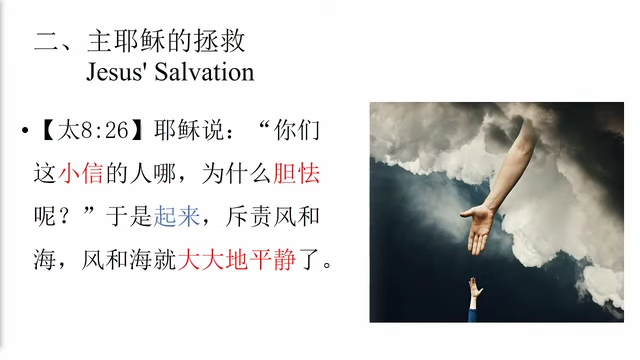 二、主耶稣的拯救
Jesus' Salvation
•【太8:26】耶稣说：“你们
这小信的人哪，为什么胆怯
呢？”于是起来，斥责风和
海，风和海就大大地平静了。